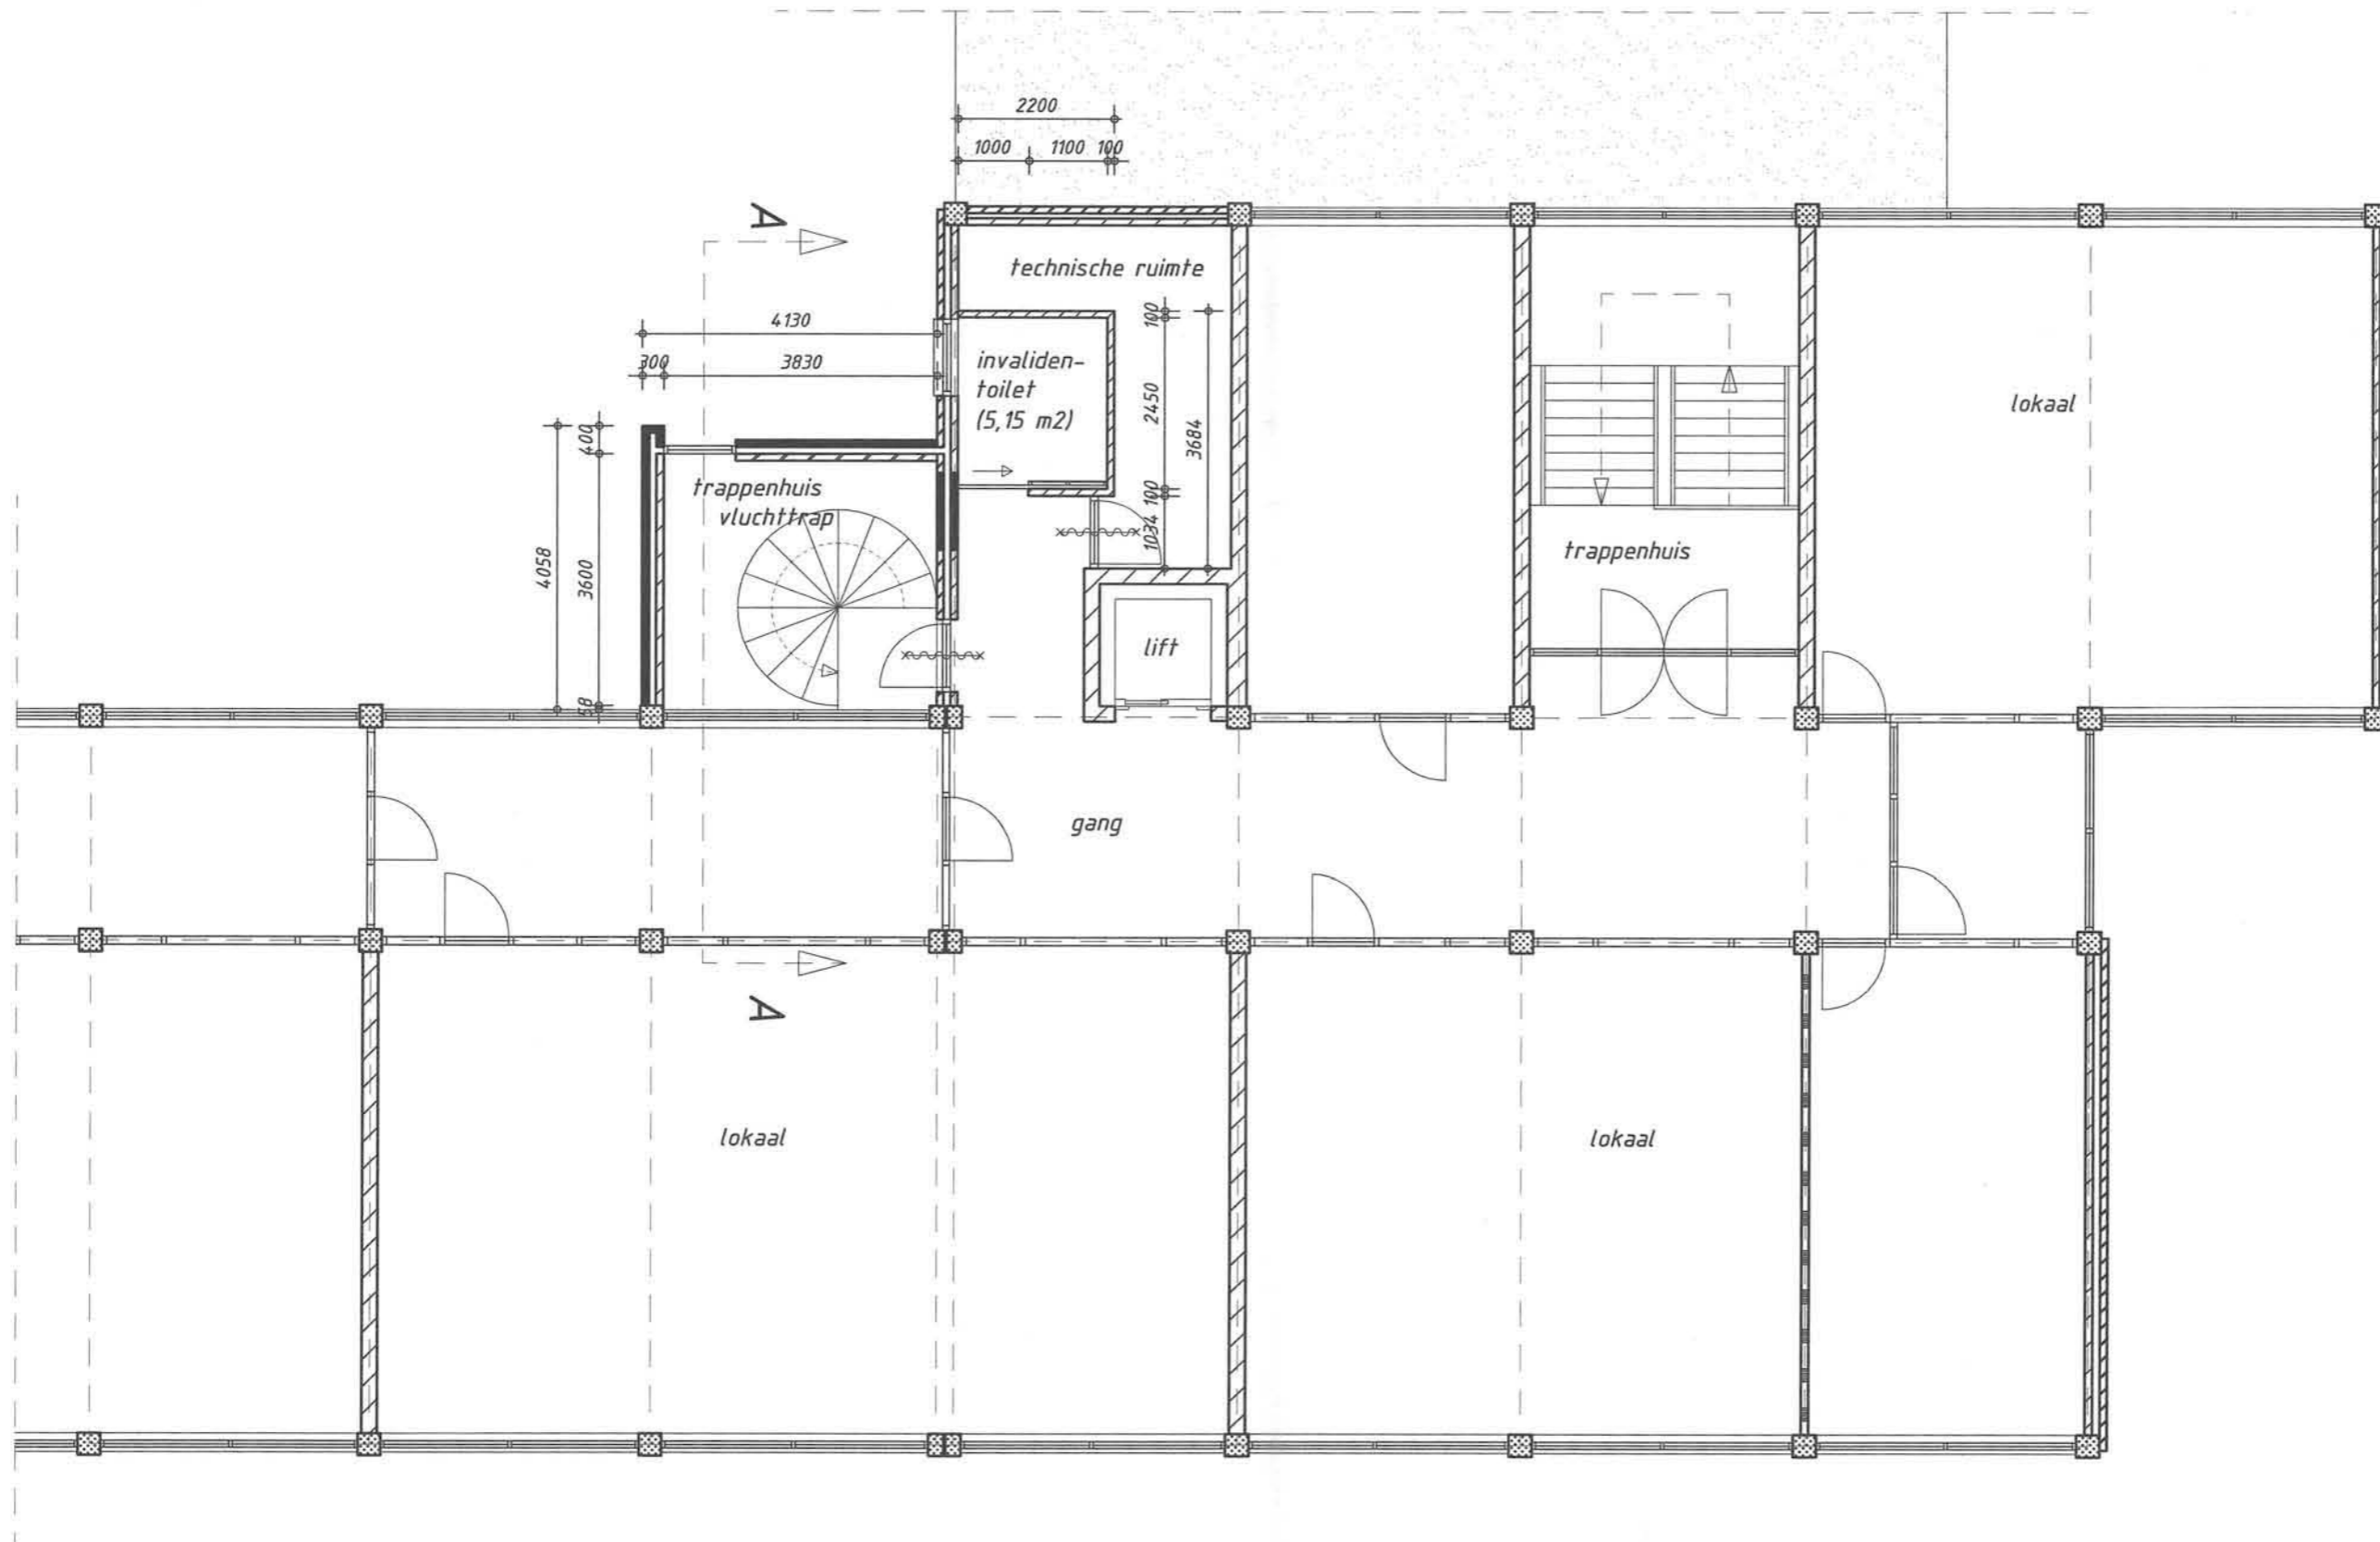 2200
1000 1100 100
A
technische ruimte
4130
300 3830
100
invaliden-
toilet
(5,15 m2)
2450
3684
lokaal
400
trappenhuis
vluchttrap
100
1034
4058
3600
trappenhuis
lift
58
gang
A
lokaal
lokaal